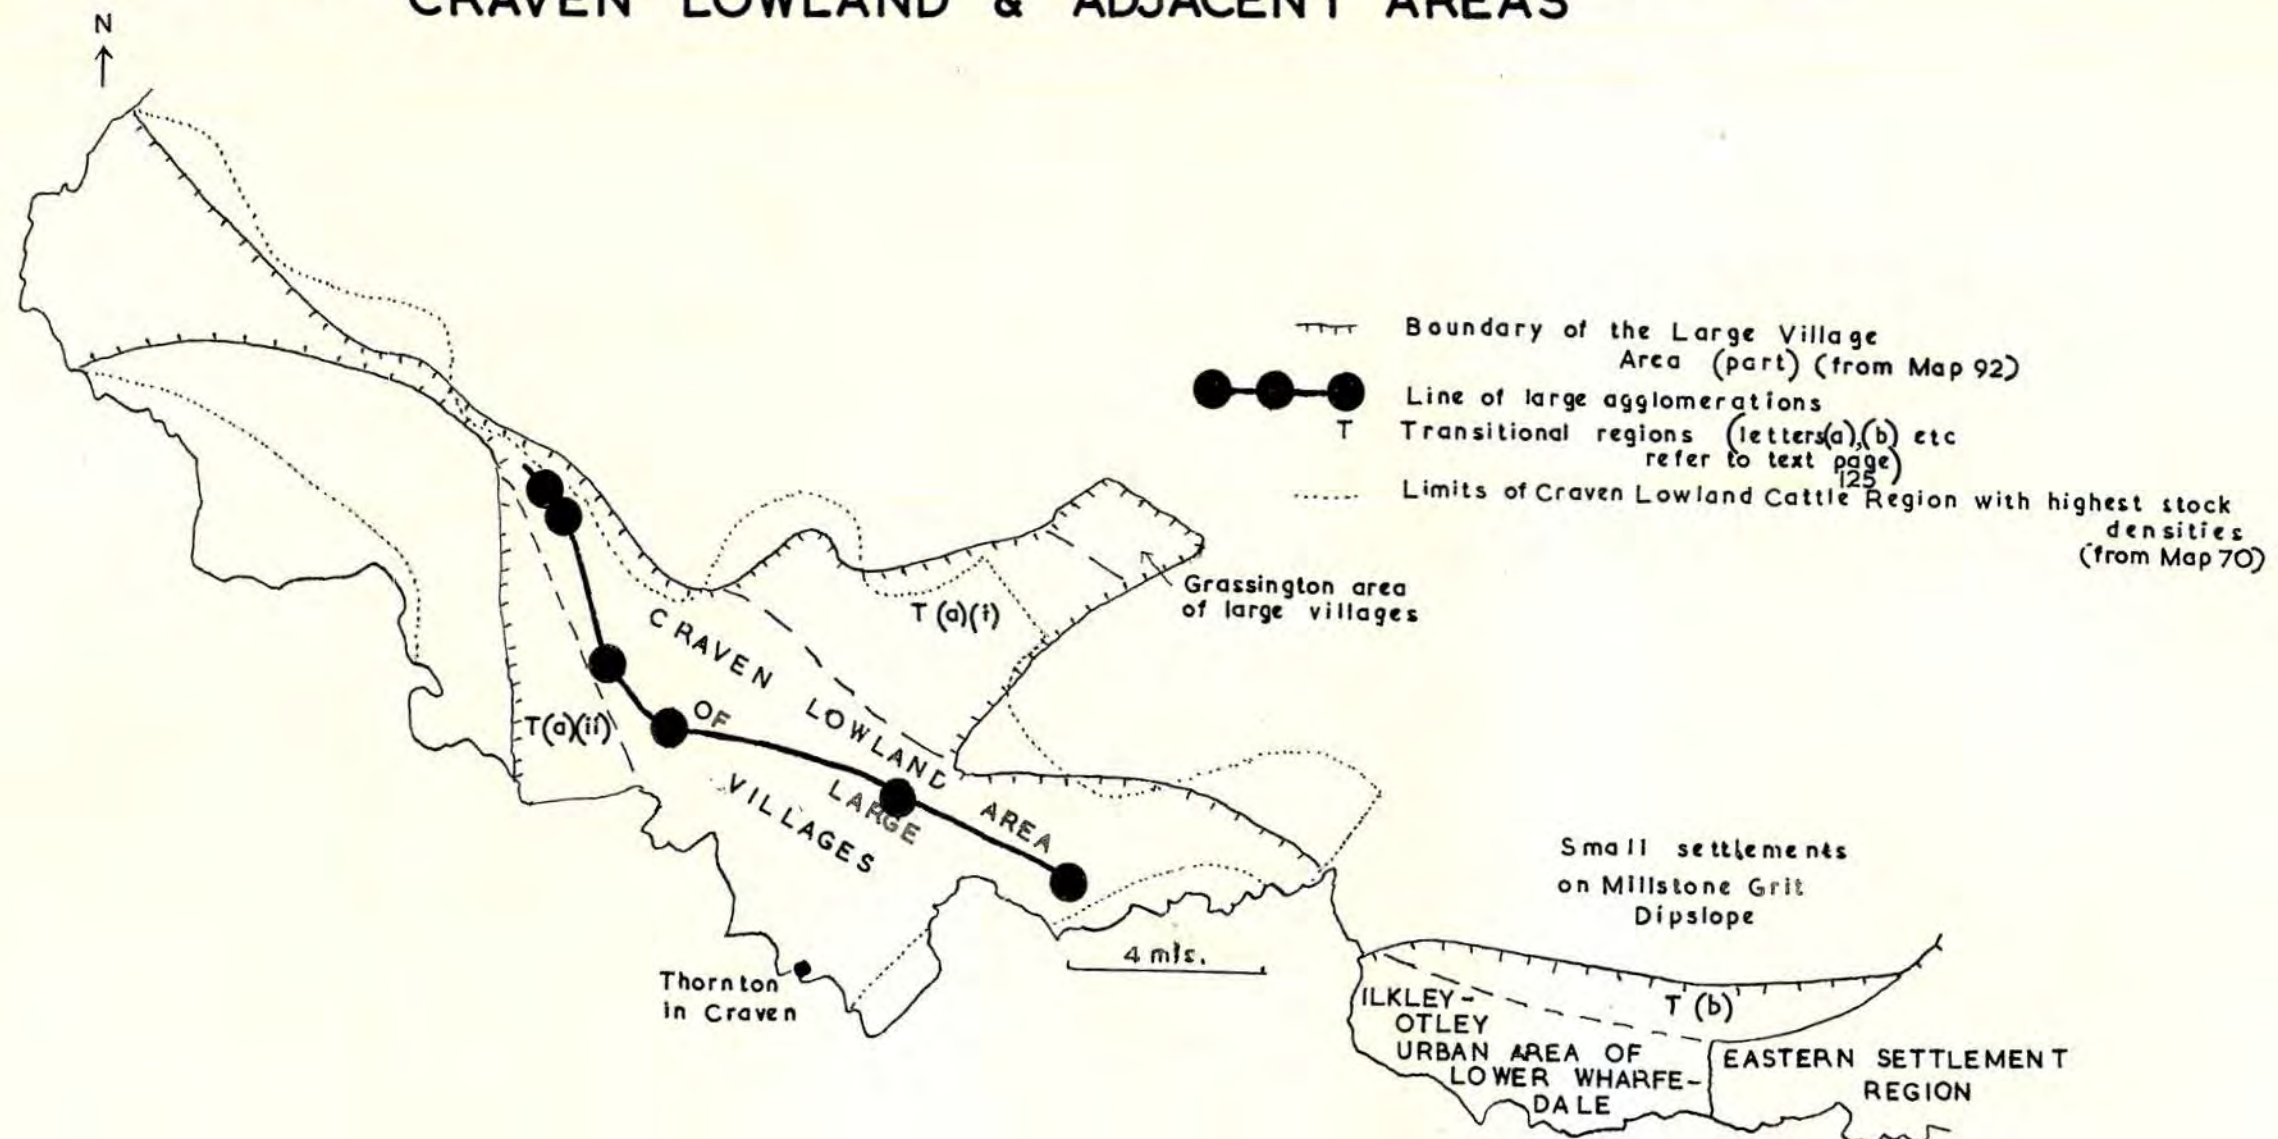 CRAVEN LOWLAND & ADJACENT AREAS
N
Boundary of the Large Village
Area (part) (from Map 92)
Line of large agglomerations
T Transitional regions (letters(a),(b) etc
refer to text page)
125
Limits of Craven Lowland Cattle Region with highest stock
densities
(from Map 70)
Grassington area
of large villages
T (a)(i)
CRAVEN LOWLAND AREA
OF LARGE
VILLAGES
T(a)(ii)
Thornton
in Craven
4 mls.
Small settlements
on Millstone Grit
Dipslope
T (b)
ILKLEY-
OTLEY
URBAN AREA OF
LOWER WHARFE-
DALE
EASTERN SETTLEMENT
REGION